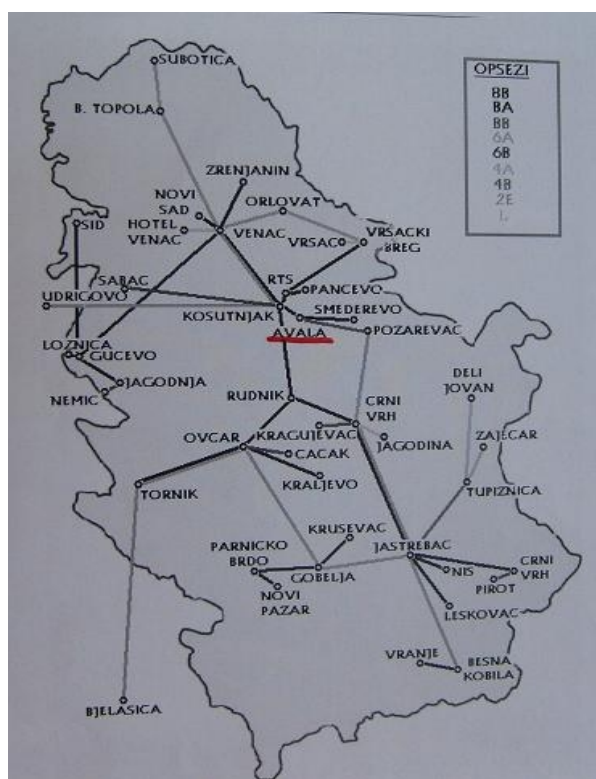 SUBOTICA
OPSEZI
8B
8A
8B
6A
6B
4A
4B
2E
L
B. TOPOLA
ZRENJANIN
NOVI
SAD
ORLOVAT
HOTEL
VENAC
VENAC
VRSAC
VRSACKI
BREG
SID
RTS
PANCEVO
SABAC
UDRIGOVO
KOSUTNJAK
SMEDEREVO
AVALA
POZAREVAC
LOZNJCA
GUCEVO
JAGODNJA
NEMIC
DELI
JOVAN
RUDNIK
CRNI
VRH
OVCAR
KRAGUJEVAC
JAGODINA
ZAJECAR
CACAK
KRALJEVO
TORNIK
TUPIZNICA
KRUSEVAC
JASTREBAC
PARNICKO
BRDO
GOBELJA
NIS
CRNI
VRH
PIROT
NOVI
PAZAR
LESKOVAC
VRANJE
BESNA
KOBILA
BJELASICA